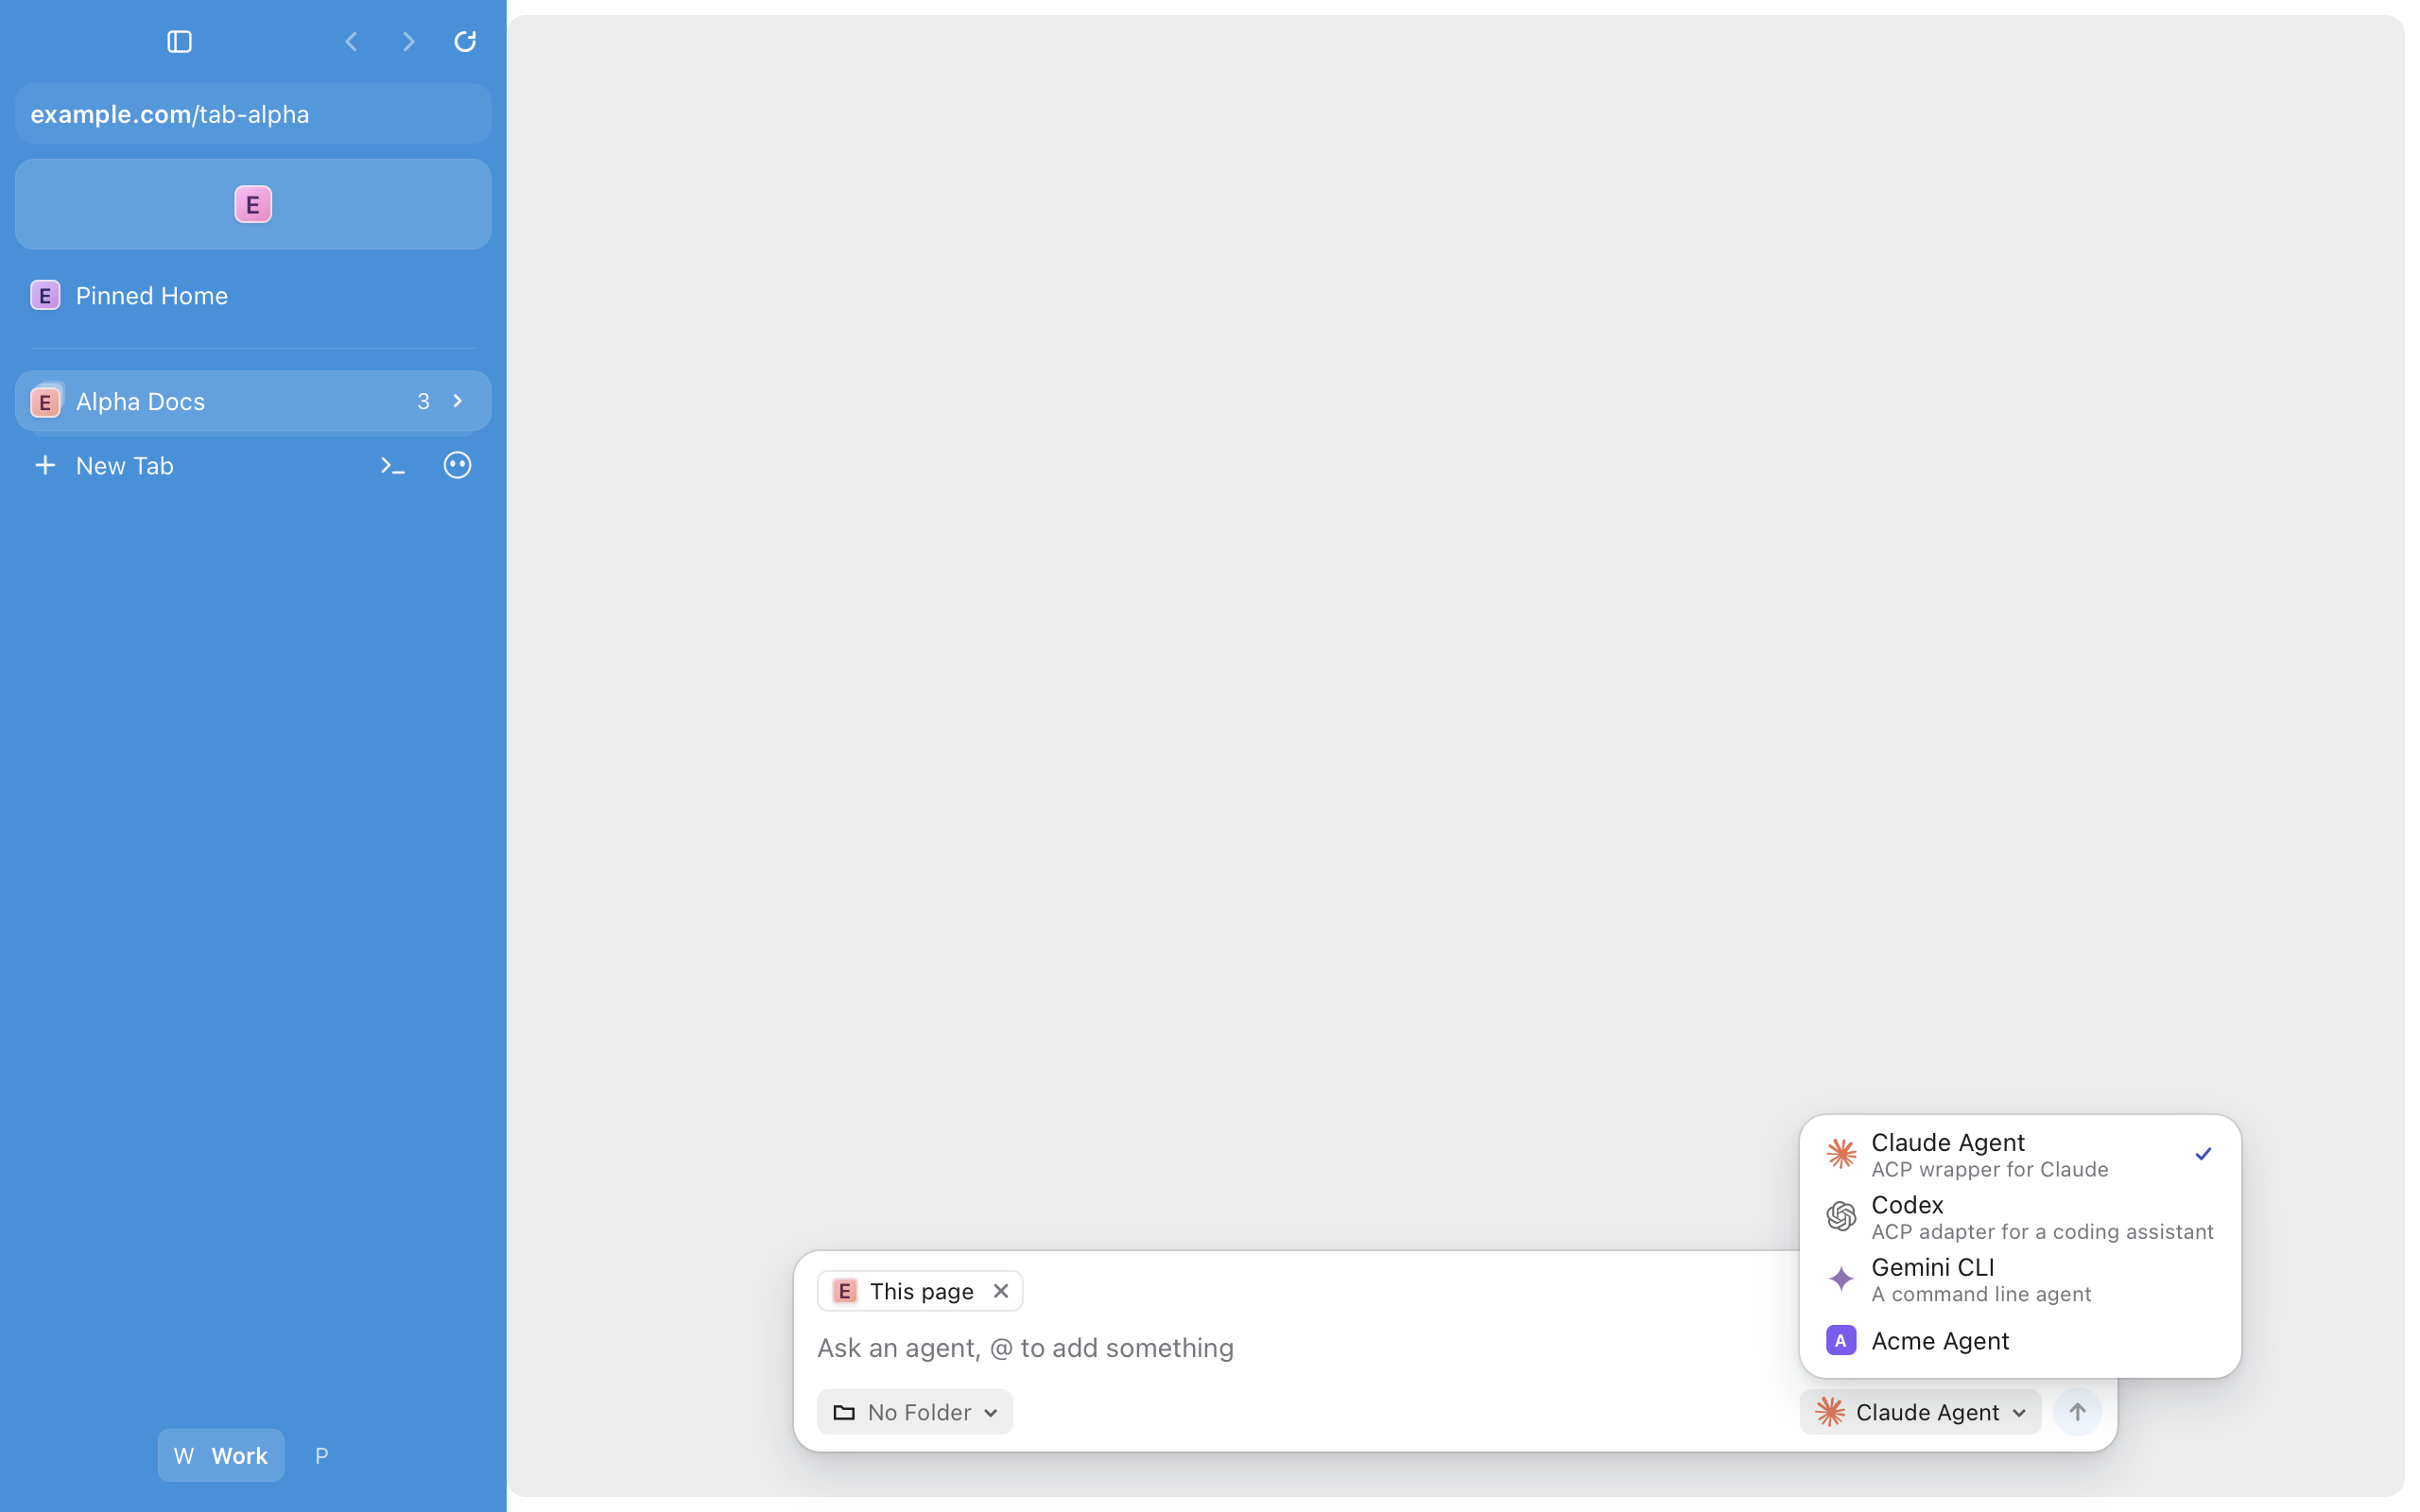 example.com/tab-alpha
E
E Pinned Home
E Alpha Docs 3
New Tab
W Work P
Claude Agent
ACP wrapper for Claude
Codex
ACP adapter for a coding assistant
Gemini CLI
A command line agent
A Acme Agent
E This page
Ask an agent, @ to add something
No Folder
Claude Agent